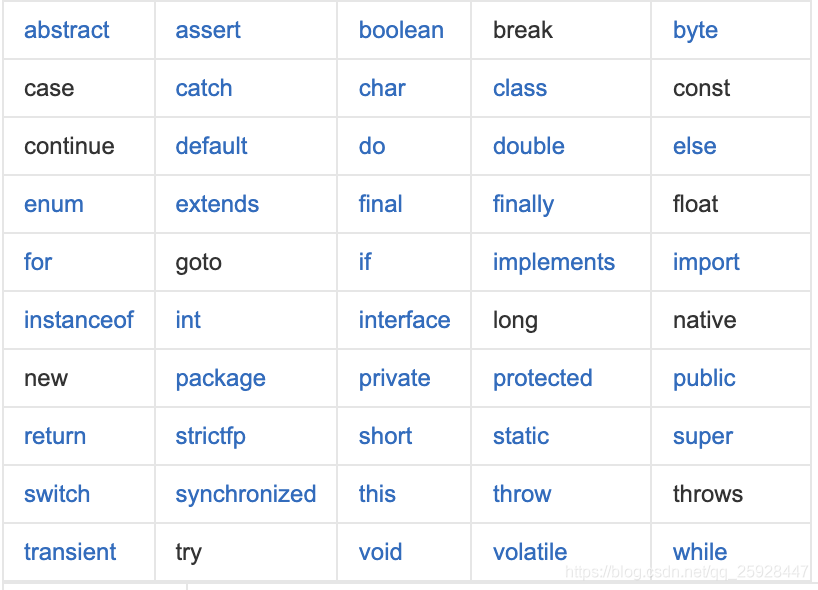 abstract assert boolean break byte
case catch char class const
continue default do double else
enum extends final finally float
for goto if implements import
instanceof int interface long native
new package private protected public
return strictfp short static super
switch synchronized this throw throws
transient try void volatile while
https://blog.csdn.net/qq_25928447